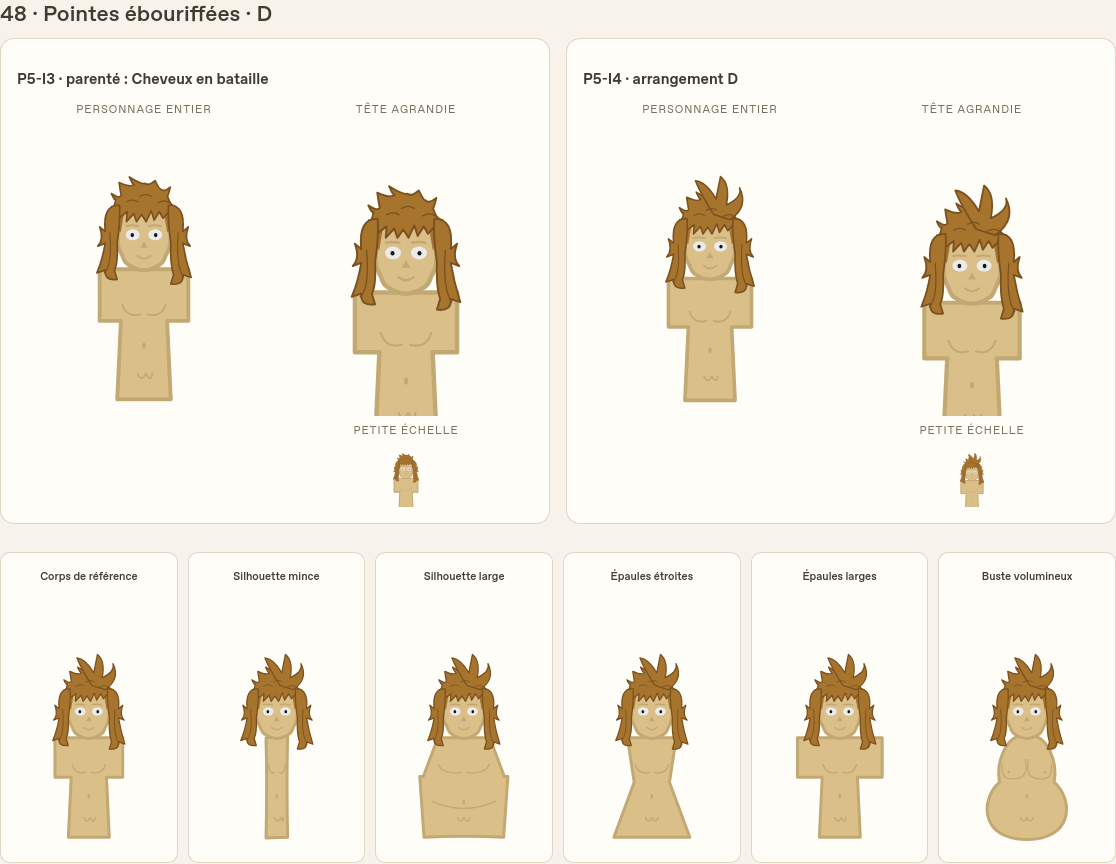 48 · Pointes ébouriffées · D
P5-I3 · parenté : Cheveux en bataille
PERSONNAGE ENTIER
TÊTE AGRANDIE
PETITE ÉCHELLE
P5-I4 · arrangement D
PERSONNAGE ENTIER
TÊTE AGRANDIE
PETITE ÉCHELLE
Corps de référence
Silhouette mince
Silhouette large
Épaules étroites
Épaules larges
Buste volumineux